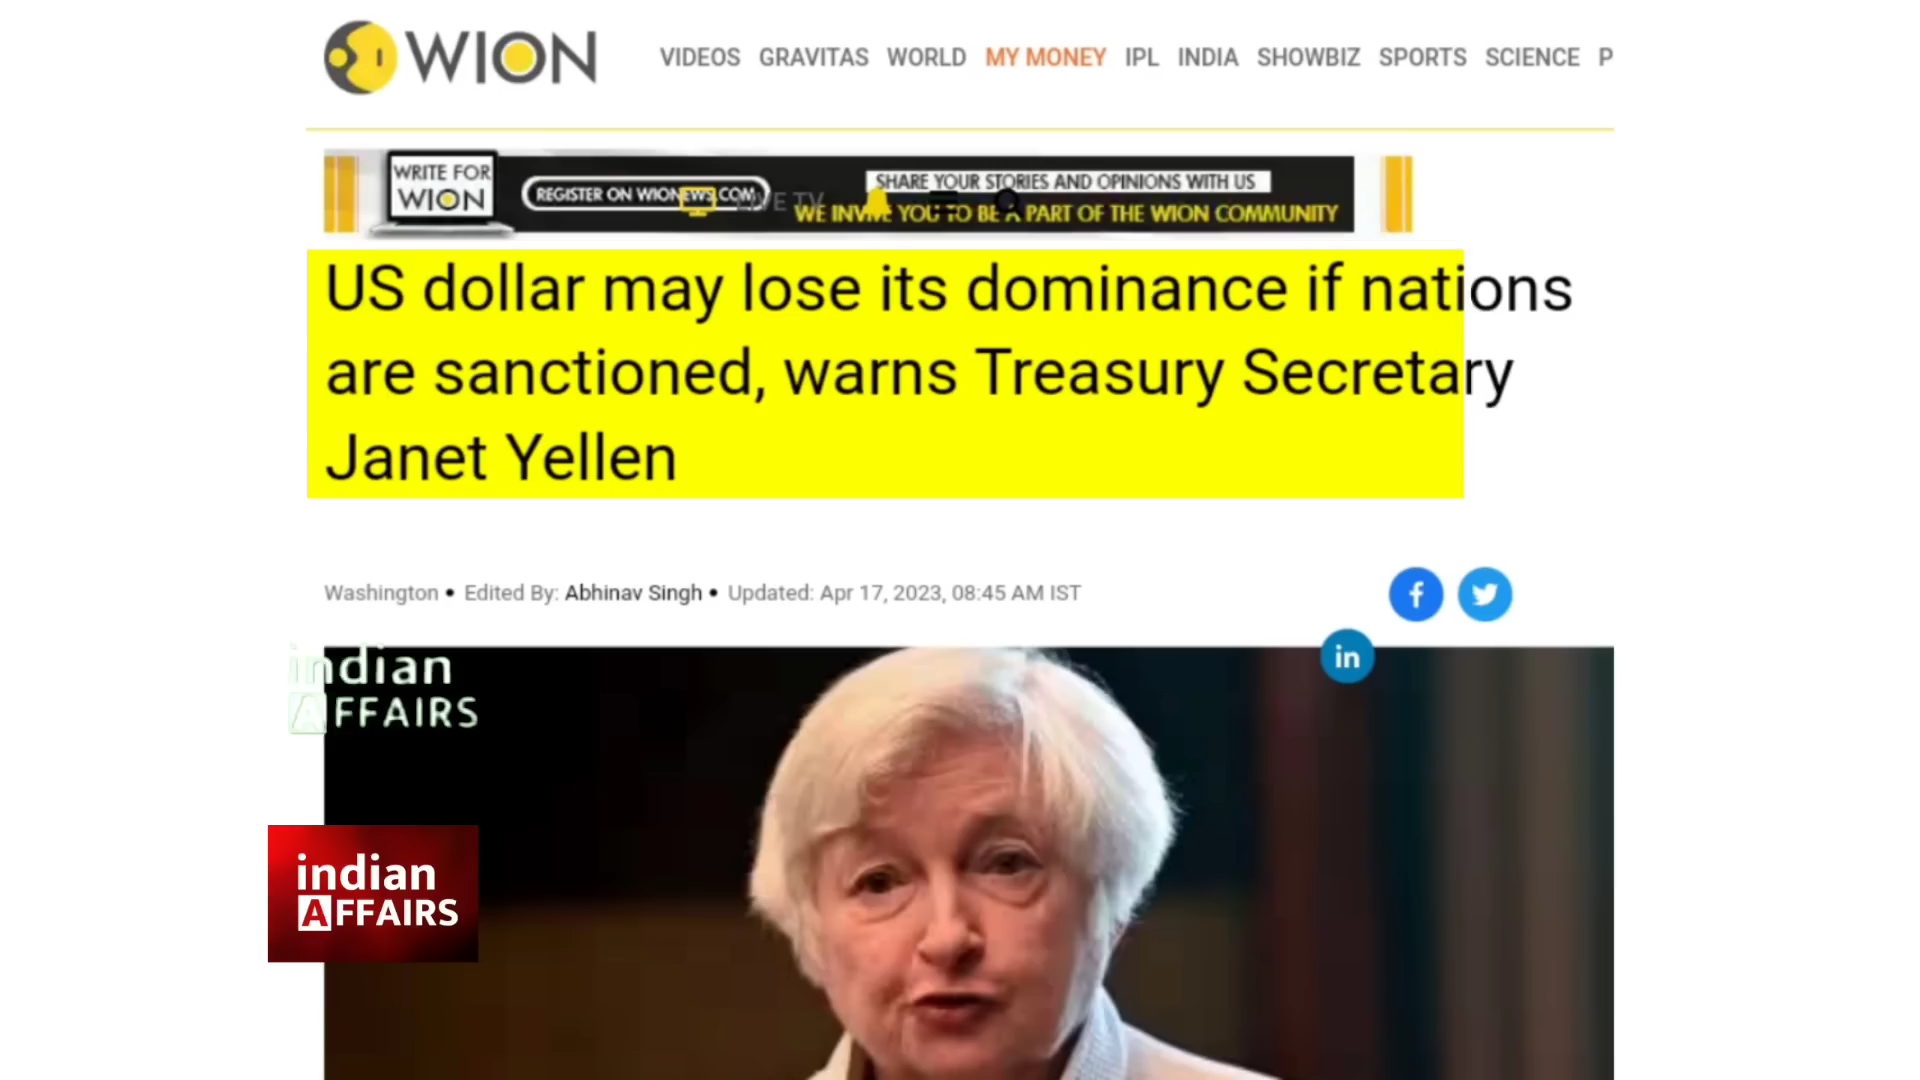 WION
VIDEOS GRAVITAS WORLD MY MONEY IPL INDIA SHOWBIZ SPORTS SCIENCE P
WRITE FOR
WION
REGISTER ON WIONEWS.COM
SHARE YOUR STORIES AND OPINIONS WITH US
LIVE TV
WE INVITE YOU TO BE A PART OF THE WION COMMUNITY
US dollar may lose its dominance if nations
are sanctioned, warns Treasury Secretary
Janet Yellen
Washington • Edited By: Abhinav Singh • Updated: Apr 17, 2023, 08:45 AM IST
f
in
indian
AFFAIRS
indian
AFFAIRS